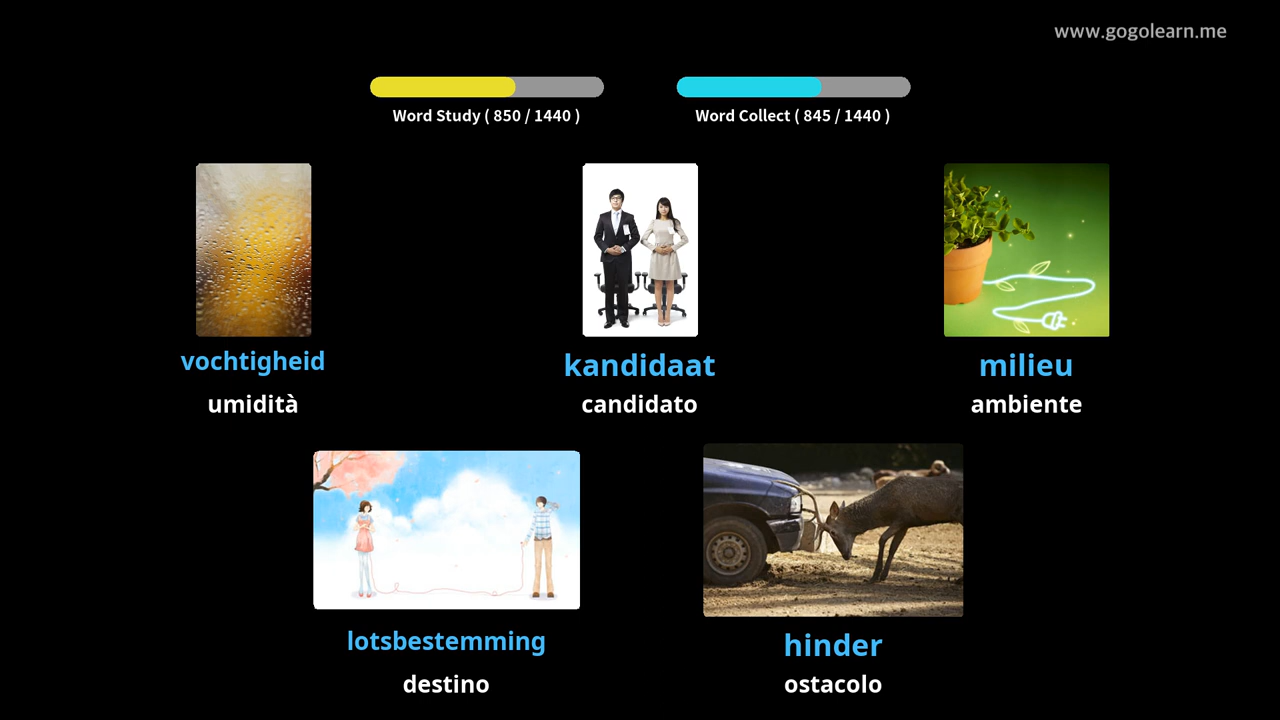 www.gogolearn.me
Word Study ( 850 / 1440 )
Word Collect ( 845 / 1440 )
vochtigheid
umidità
kandidaat
candidato
milieu
ambiente
lotsbestemming
destino
hinder
ostacolo